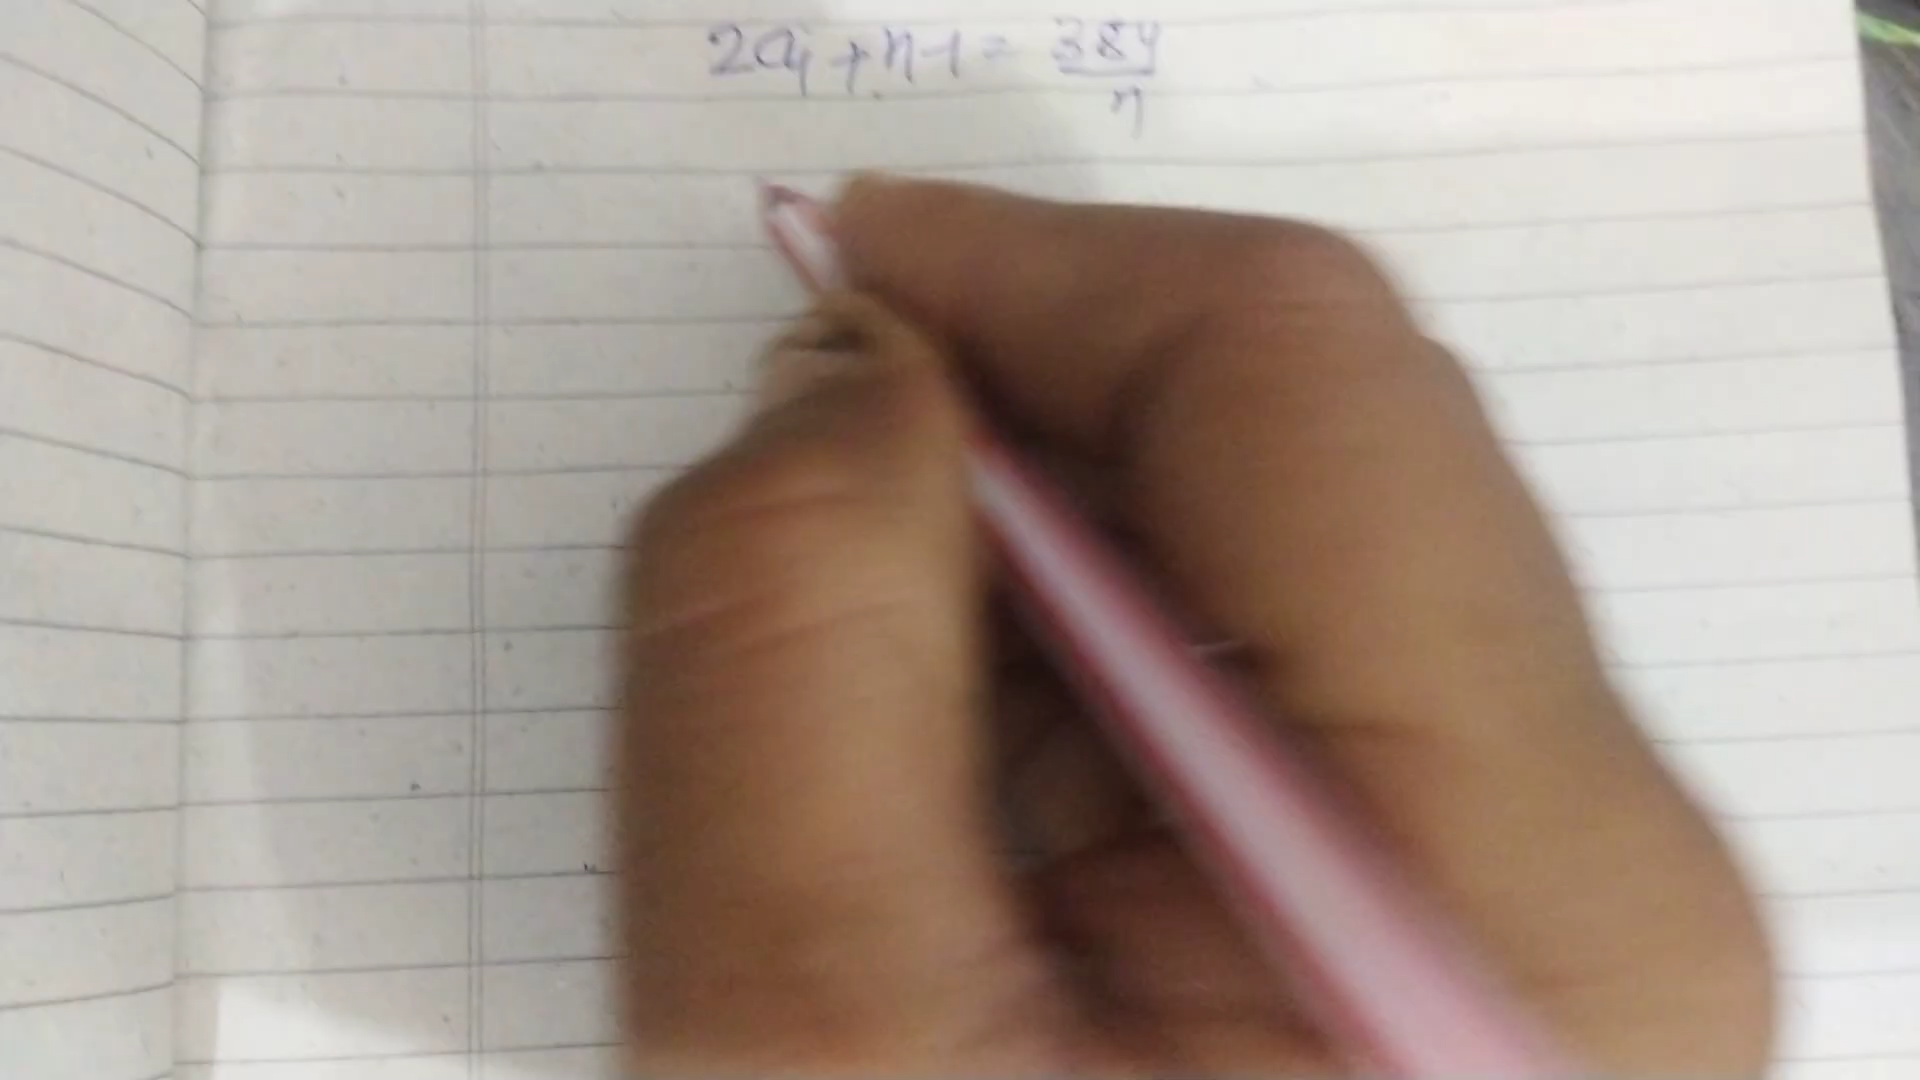 2a₁ + n-1 = 384/n